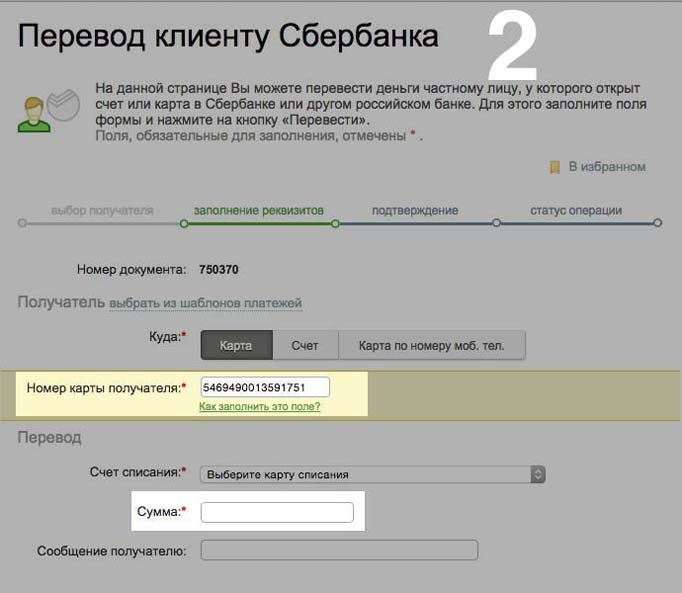 Перевод клиенту Сбербанка
2
На данной странице Вы можете перевести деньги частному лицу, у которого открыт
счет или карта в Сбербанке или другом российском банке. Для этого заполните поля
формы и нажмите на кнопку «Перевести».
Поля, обязательные для заполнения, отмечены * .
В избранном
выбор получателя заполнение реквизитов подтверждение статус операции
Номер документа: 750370
Получатель выбрать из шаблонов платежей
Куда:* Карта Счет Карта по номеру моб. тел.
Номер карты получателя:* 5469490013591751
Как заполнить это поле?
Перевод
Счет списания:* Выберите карту списания
Сумма:*
Сообщение получателю: